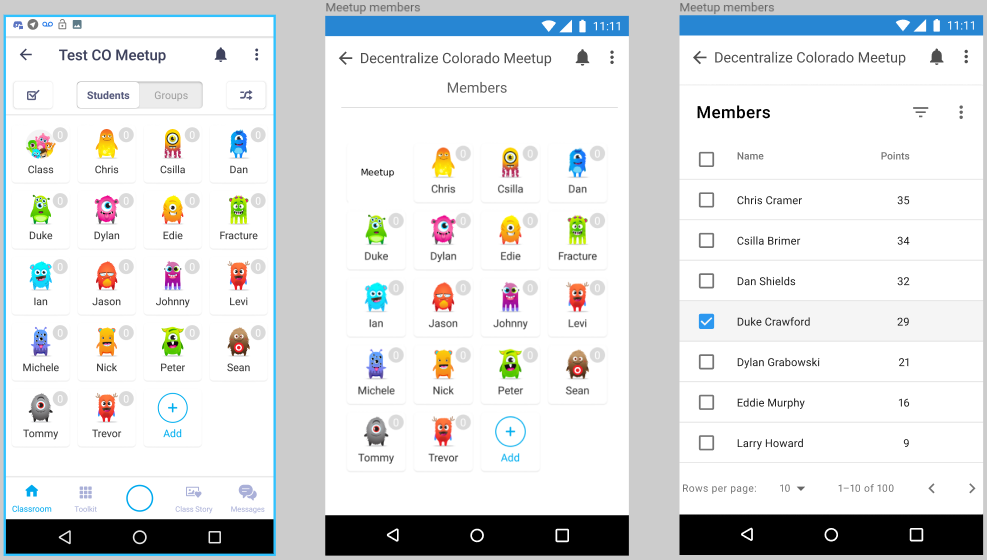 Test CO Meetup
Students Groups
0 0 0 0
Class Chris Csilla Dan
0 0 0 0
Duke Dylan Edie Fracture
0 0 0 0
Ian Jason Johnny Levi
0 0 0 0
Michele Nick Peter Sean
0 0
Tommy Trevor Add
Classroom Toolkit Class Story Messages
Meetup members
11:11
Decentralize Colorado Meetup
Members
0 0 0
Meetup Chris Csilla Dan
0 0 0 0
Duke Dylan Edie Fracture
0 0 0 0
Ian Jason Johnny Levi
0 0 0 0
Michele Nick Peter Sean
0 0
Tommy Trevor Add
Meetup members
11:11
Decentralize Colorado Meetup
Members
Name Points
Chris Cramer 35
Csilla Brimer 34
Dan Shields 32
Duke Crawford 29
Dylan Grabowski 21
Eddie Murphy 16
Larry Howard 9
Rows per page: 10 1–10 of 100